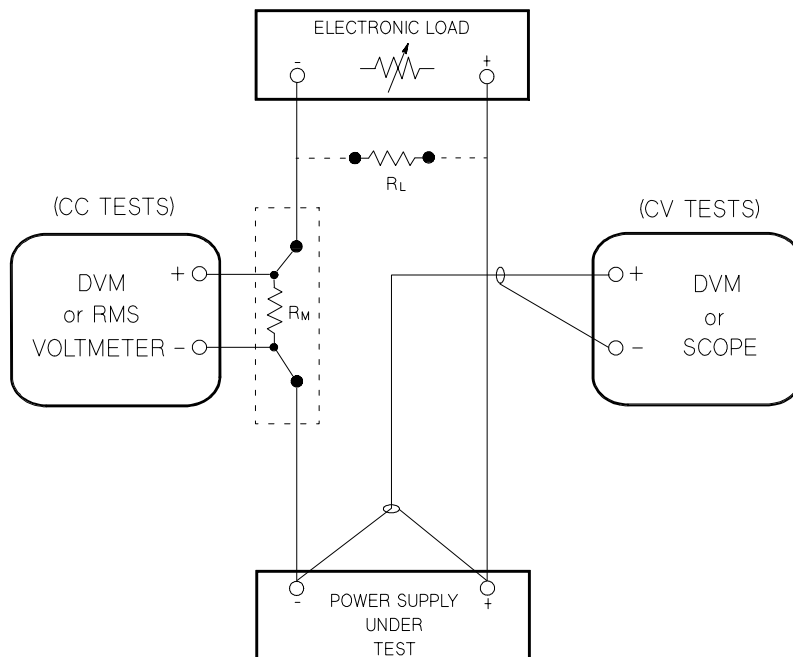 ELECTRONIC LOAD
- +
RL
(CC TESTS)
(CV TESTS)
+
DVM
or RMS
VOLTMETER -
RM
+
DVM
or
- SCOPE
- +
POWER SUPPLY
UNDER
TEST